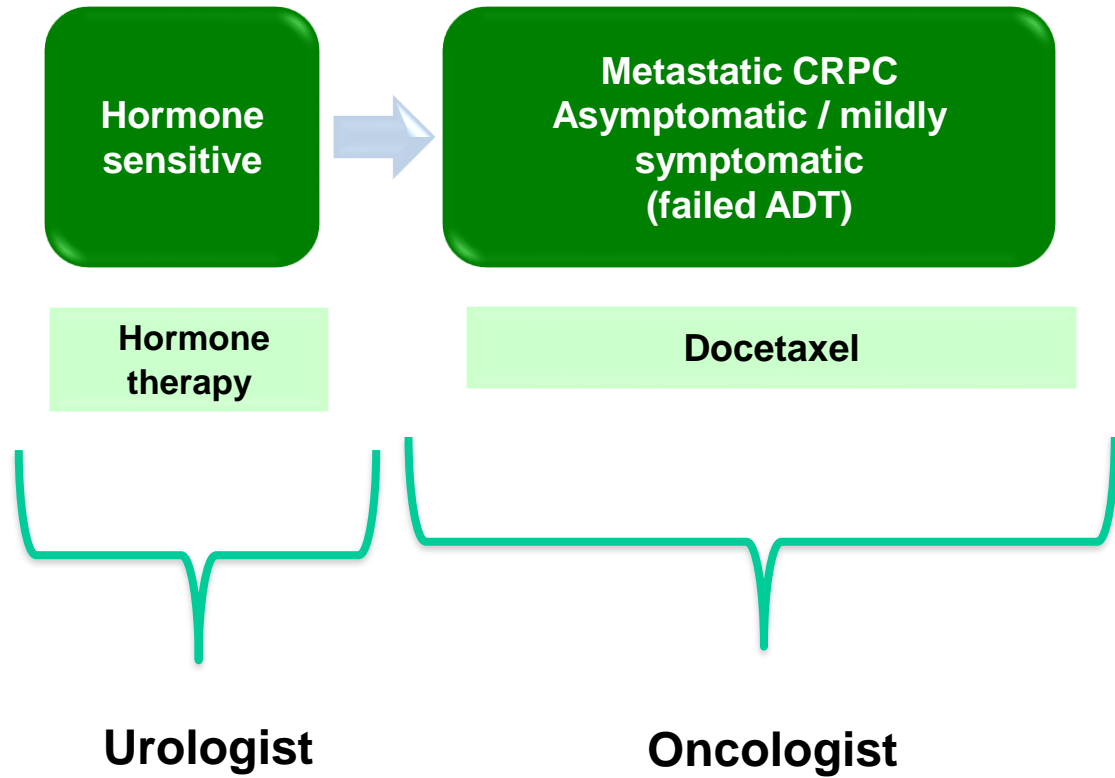 Hormone
sensitive
Metastatic CRPC
Asymptomatic / mildly
symptomatic
(failed ADT)
Hormone
therapy
Docetaxel
Urologist
Oncologist